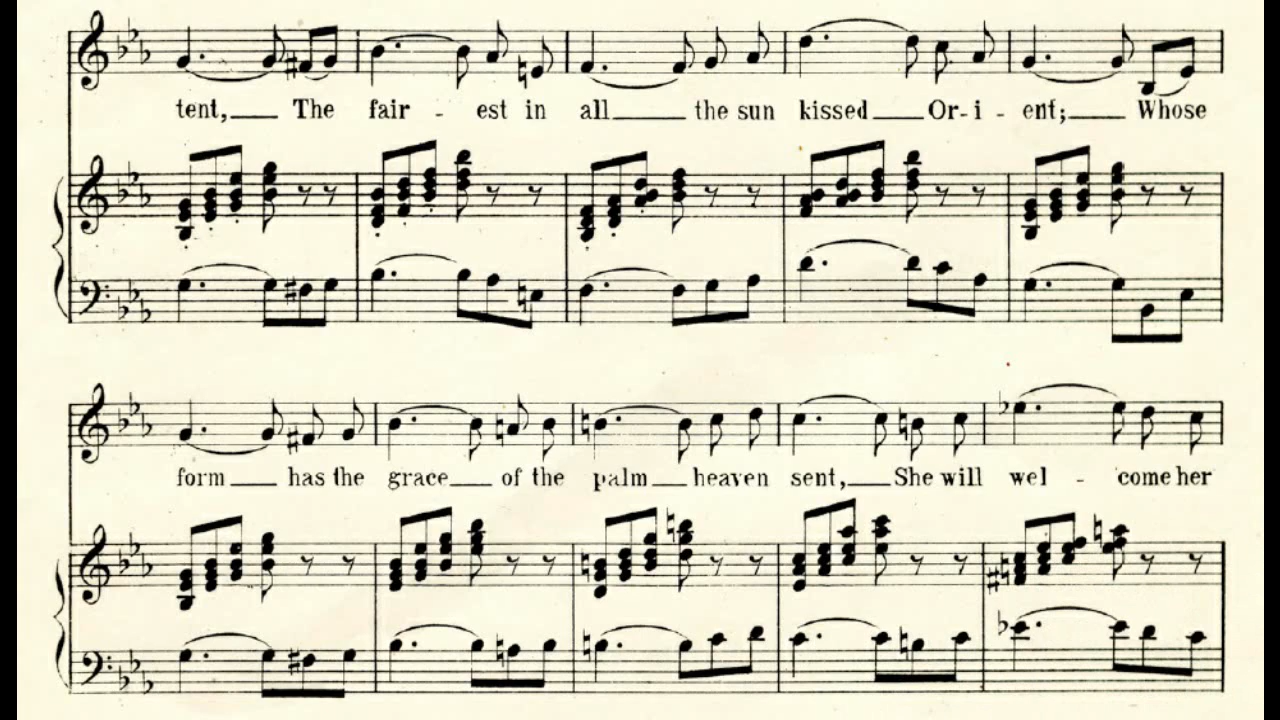 tent, The fair - est in all the sun kissed Or - i - ent; Whose
form has the grace of the palm heaven sent, She will wel - come her